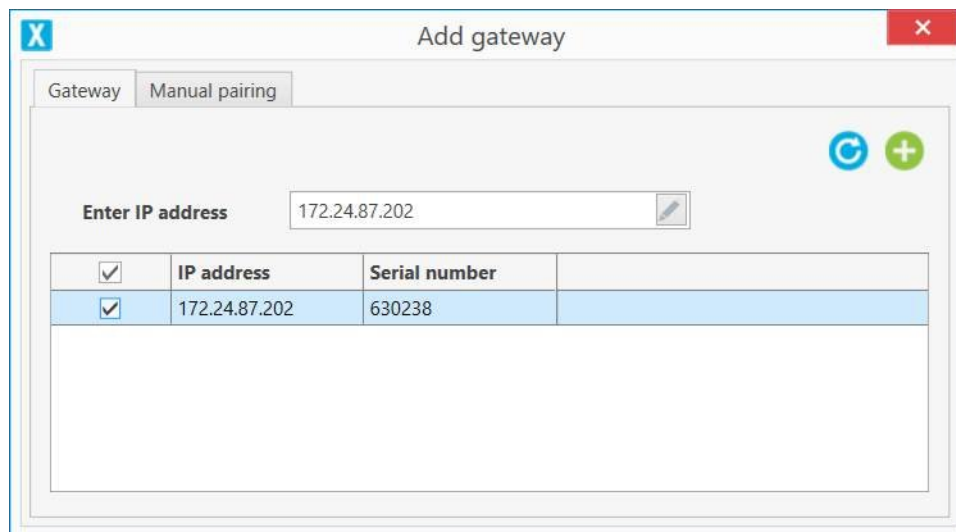 X
Add gateway
Gateway Manual pairing
Enter IP address 172.24.87.202
IP address Serial number
172.24.87.202 630238